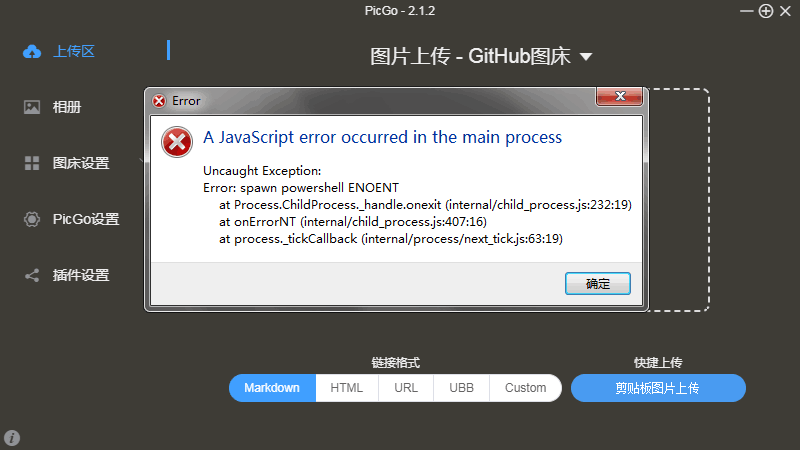 PicGo - 2.1.2
上传区
图片上传 - GitHub图床
相册
图床设置
PicGo设置
插件设置
Error
A JavaScript error occurred in the main process
Uncaught Exception:
Error: spawn powershell ENOENT
at Process.ChildProcess._handle.onexit (internal/child_process.js:232:19)
at onErrorNT (internal/child_process.js:407:16)
at process._tickCallback (internal/process/next_tick.js:63:19)
确定
链接格式
快捷上传
Markdown HTML URL UBB Custom
剪贴板图片上传